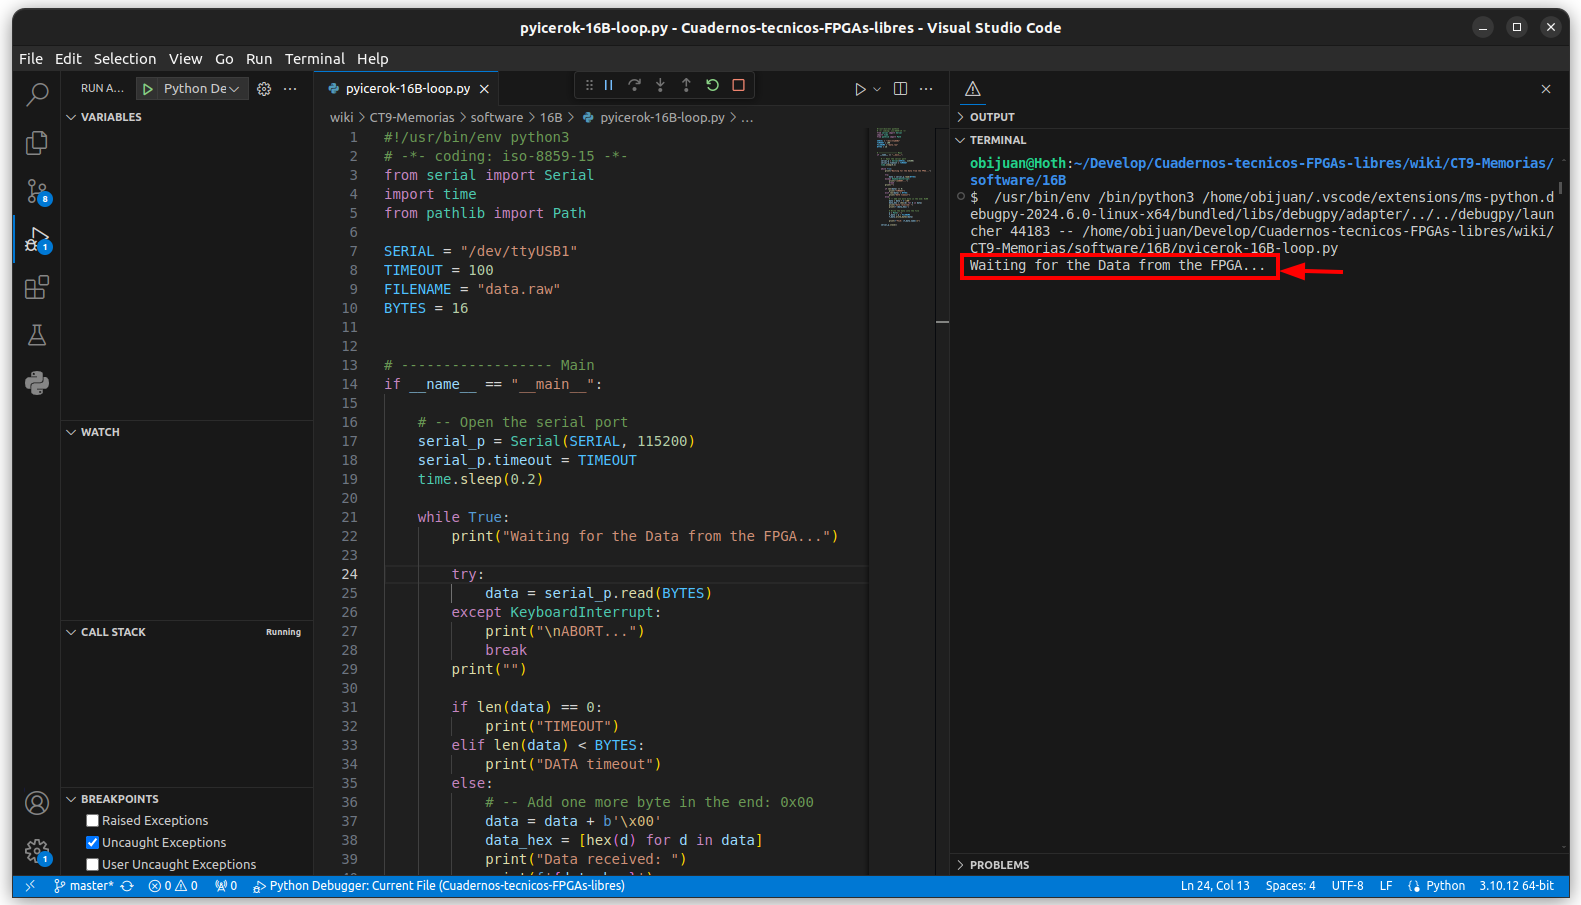 pyicerok-16B-loop.py - Cuadernos-tecnicos-FPGAs-libres - Visual Studio Code
File Edit Selection View Go Run Terminal Help
RUN A... Python De
VARIABLES
WATCH
CALL STACK Running
BREAKPOINTS
Raised Exceptions
Uncaught Exceptions
User Uncaught Exceptions
8
1
1
pyicerok-16B-loop.py
wiki > CT9-Memorias > software > 16B > pyicerok-16B-loop.py > ...
1 #!/usr/bin/env python3
2 # -*- coding: iso-8859-15 -*-
3 from serial import Serial
4 import time
5 from pathlib import Path
6
7 SERIAL = "/dev/ttyUSB1"
8 TIMEOUT = 100
9 FILENAME = "data.raw"
10 BYTES = 16
11
12
13 # ------------------ Main
14 if __name__ == "__main__":
15
16 # -- Open the serial port
17 serial_p = Serial(SERIAL, 115200)
18 serial_p.timeout = TIMEOUT
19 time.sleep(0.2)
20
21 while True:
22 print("Waiting for the Data from the FPGA...")
23
24 try:
25 data = serial_p.read(BYTES)
26 except KeyboardInterrupt:
27 print("\nABORT...")
28 break
29 print("")
30
31 if len(data) == 0:
32 print("TIMEOUT")
33 elif len(data) < BYTES:
34 print("DATA timeout")
35 else:
36 # -- Add one more byte in the end: 0x00
37 data = data + b'\x00'
38 data_hex = [hex(d) for d in data]
39 print("Data received: ")
OUTPUT
TERMINAL
obijuan@Hoth:~/Develop/Cuadernos-tecnicos-FPGAs-libres/wiki/CT9-Memorias/
software/16B
$ /usr/bin/env /bin/python3 /home/obijuan/.vscode/extensions/ms-python.d
ebugpy-2024.6.0-linux-x64/bundled/libs/debugpy/adapter/../../debugpy/laun
cher 44183 -- /home/obijuan/Develop/Cuadernos-tecnicos-FPGAs-libres/wiki/
CT9-Memorias/software/16B/pyicerok-16B-loop.py
Waiting for the Data from the FPGA...
PROBLEMS
master* 0 0 0 Python Debugger: Current File (Cuadernos-tecnicos-FPGAs-libres) Ln 24, Col 13 Spaces: 4 UTF-8 LF Python 3.10.12 64-bit